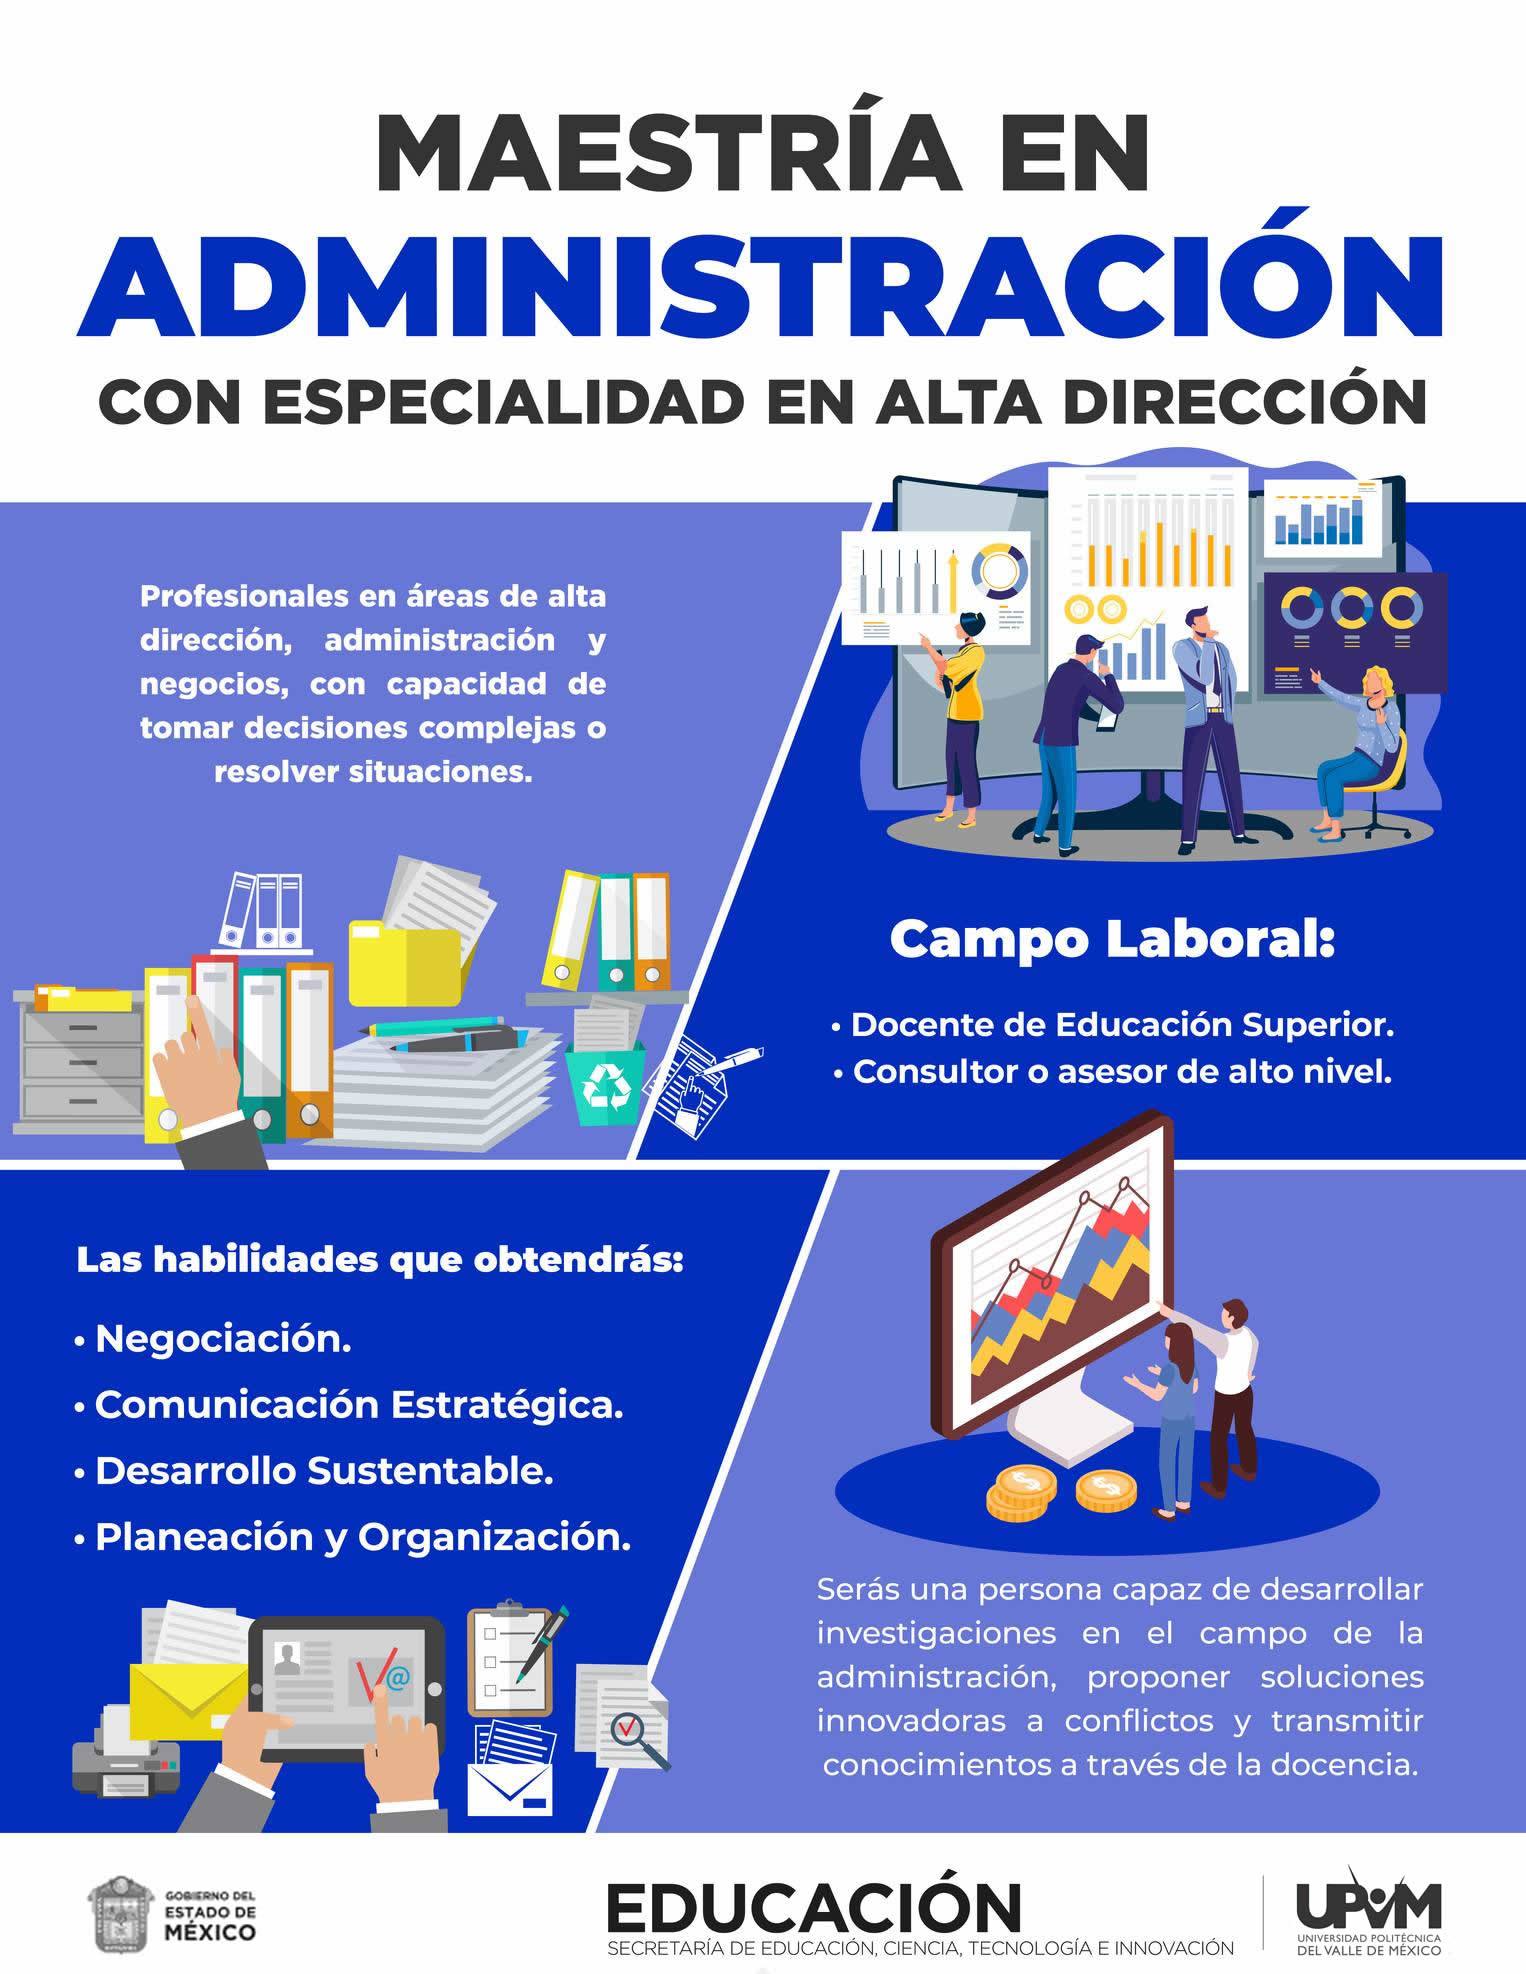 MAESTRÍA EN
ADMINISTRACIÓN
CON ESPECIALIDAD EN ALTA DIRECCIÓN
Profesionales en áreas de alta
dirección, administración y
negocios, con capacidad de
tomar decisiones complejas o
resolver situaciones.
Campo Laboral:
• Docente de Educación Superior.
• Consultor o asesor de alto nivel.
Las habilidades que obtendrás:
• Negociación.
• Comunicación Estratégica.
• Desarrollo Sustentable.
• Planeación y Organización.
Serás una persona capaz de desarrollar
investigaciones en el campo de la
administración, proponer soluciones
innovadoras a conflictos y transmitir
conocimientos a través de la docencia.
GOBIERNO DEL
ESTADO DE
MÉXICO
EDUCACIÓN
SECRETARÍA DE EDUCACIÓN, CIENCIA, TECNOLOGÍA E INNOVACIÓN
UPVM
UNIVERSIDAD POLITÉCNICA
DEL VALLE DE MÉXICO